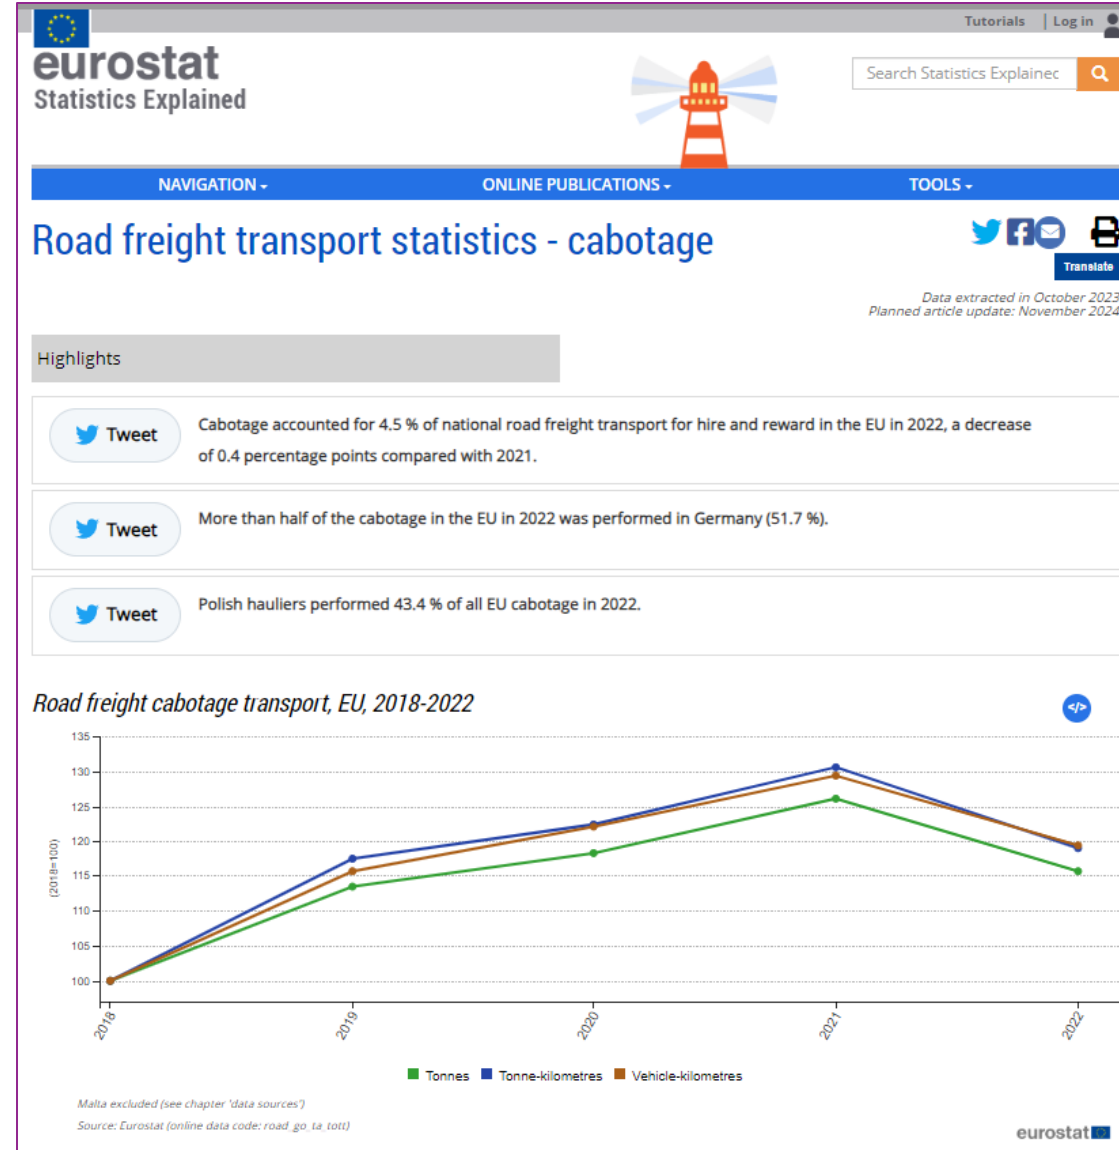 Tutorials | Log in
eurostat
Statistics Explained
Search Statistics Explainec
NAVIGATION
ONLINE PUBLICATIONS
TOOLS
Road freight transport statistics - cabotage
Translate
Data extracted in October 2023
Planned article update: November 2024
Highlights
Tweet
Cabotage accounted for 4.5 % of national road freight transport for hire and reward in the EU in 2022, a decrease
of 0.4 percentage points compared with 2021.
Tweet
More than half of the cabotage in the EU in 2022 was performed in Germany (51.7 %).
Tweet
Polish hauliers performed 43.4 % of all EU cabotage in 2022.
Road freight cabotage transport, EU, 2018-2022
</>
135
130
125
120
115
110
105
100
(2018=100)
2018
2019
2020
2021
2022
Tonnes Tonne-kilometres Vehicle-kilometres
Malta excluded (see chapter 'data sources')
Source: Eurostat (online data code: road_go_ta_tott)
eurostat